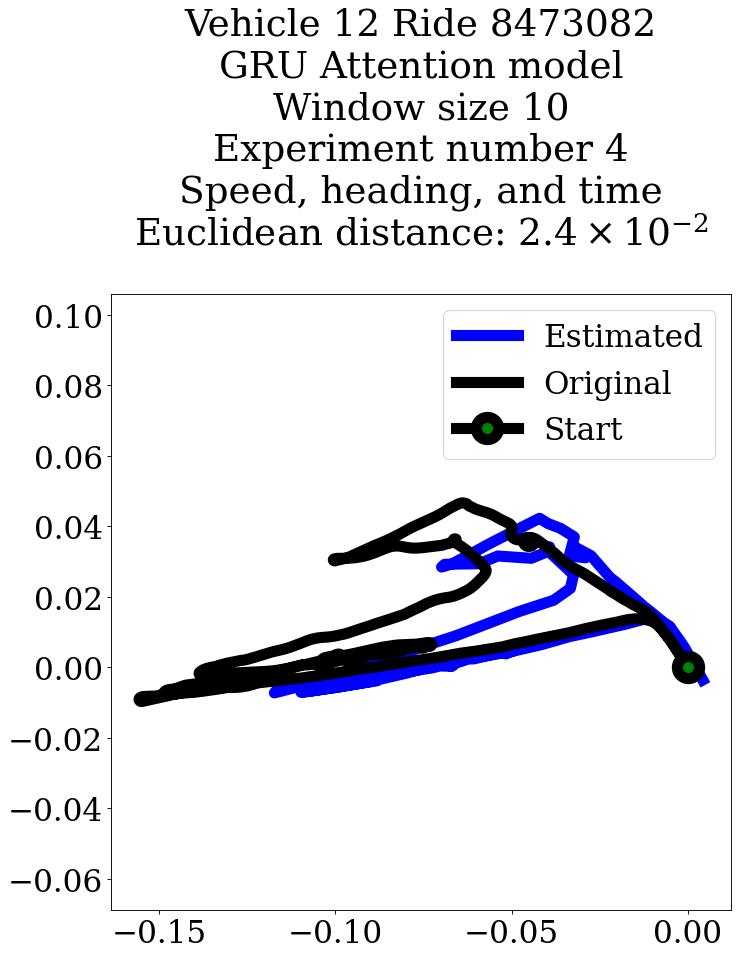 Vehicle 12 Ride 8473082
GRU Attention model
Window size 10
Experiment number 4
Speed, heading, and time
Euclidean distance: 2.4 × 10⁻²
Estimated
Original
Start
0.10
0.08
0.06
0.04
0.02
0.00
−0.02
−0.04
−0.06
−0.15
−0.10
−0.05
0.00